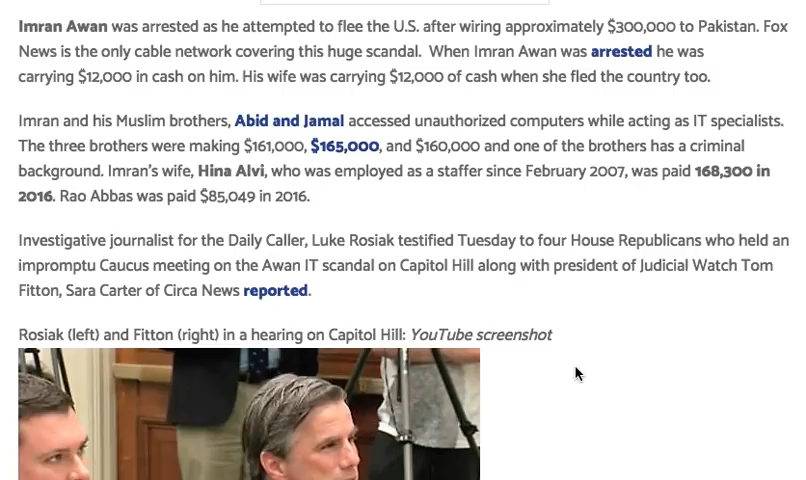 Imran Awan was arrested as he attempted to flee the U.S. after wiring approximately $300,000 to Pakistan. Fox
News is the only cable network covering this huge scandal. When Imran Awan was arrested he was
carrying $12,000 in cash on him. His wife was carrying $12,000 of cash when she fled the country too.
Imran and his Muslim brothers, Abid and Jamal accessed unauthorized computers while acting as IT specialists.
The three brothers were making $161,000, $165,000, and $160,000 and one of the brothers has a criminal
background. Imran's wife, Hina Alvi, who was employed as a staffer since February 2007, was paid 168,300 in
2016. Rao Abbas was paid $85,049 in 2016.
Investigative journalist for the Daily Caller, Luke Rosiak testified Tuesday to four House Republicans who held an
impromptu Caucus meeting on the Awan IT scandal on Capitol Hill along with president of Judicial Watch Tom
Fitton, Sara Carter of Circa News reported.
Rosiak (left) and Fitton (right) in a hearing on Capitol Hill: YouTube screenshot